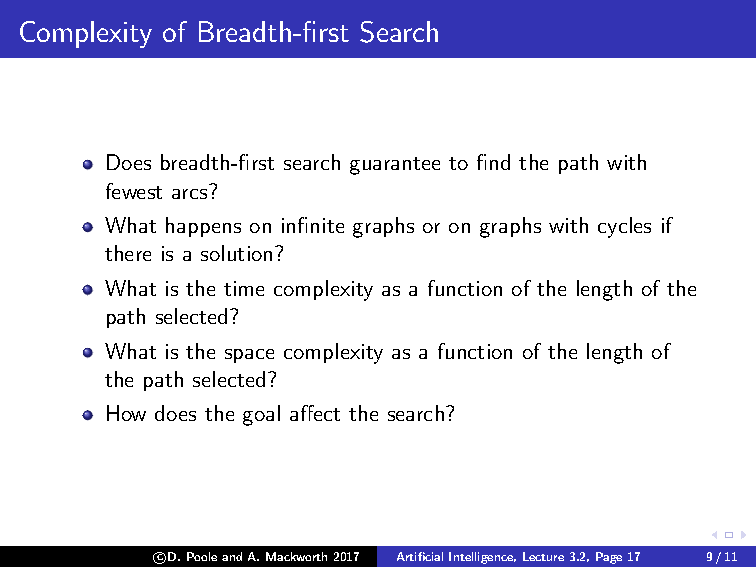 Complexity of Breadth-first Search
Does breadth-first search guarantee to find the path with
fewest arcs?
What happens on infinite graphs or on graphs with cycles if
there is a solution?
What is the time complexity as a function of the length of the
path selected?
What is the space complexity as a function of the length of
the path selected?
How does the goal affect the search?
©D. Poole and A. Mackworth 2017 Artificial Intelligence, Lecture 3.2, Page 17 9 / 11